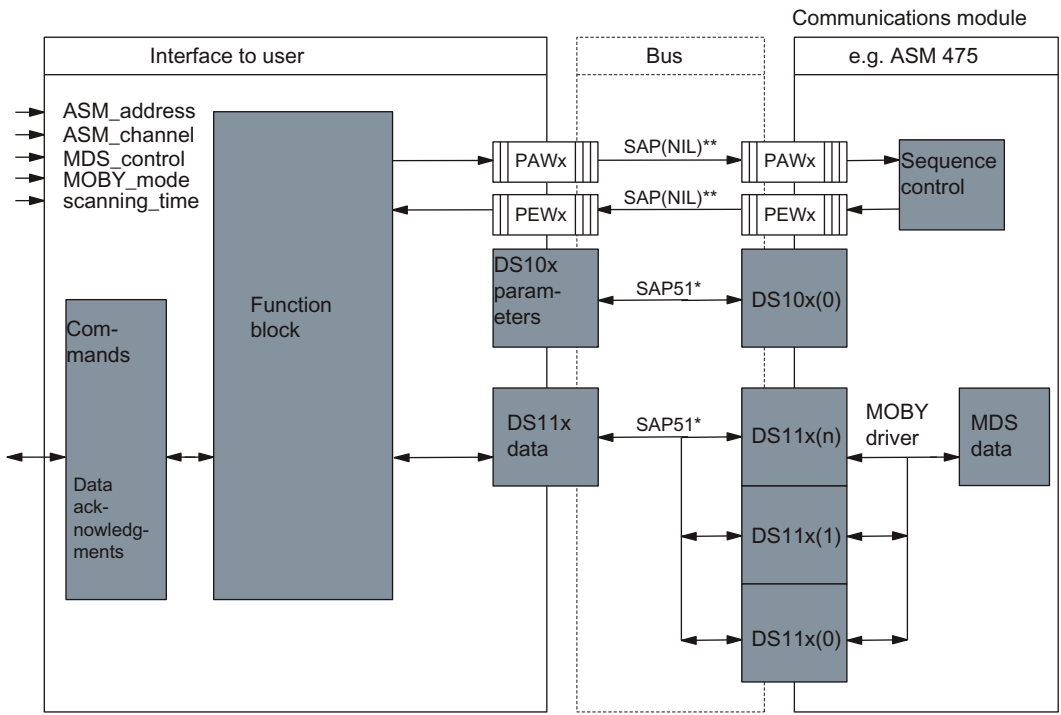 Communications module
Interface to user
Bus
e.g. ASM 475
ASM_address
ASM_channel
MDS_control
MOBY_mode
scanning_time
PAWx
SAP(NIL)**
PAWx
Sequence
control
PEWx
SAP(NIL)**
PEWx
DS10x
param-
eters
SAP51*
DS10x(0)
Function
block
Com-
mands
Data
ack-
nowledg-
ments
DS11x
data
SAP51*
DS11x(n)
MOBY
driver
MDS
data
DS11x(1)
DS11x(0)